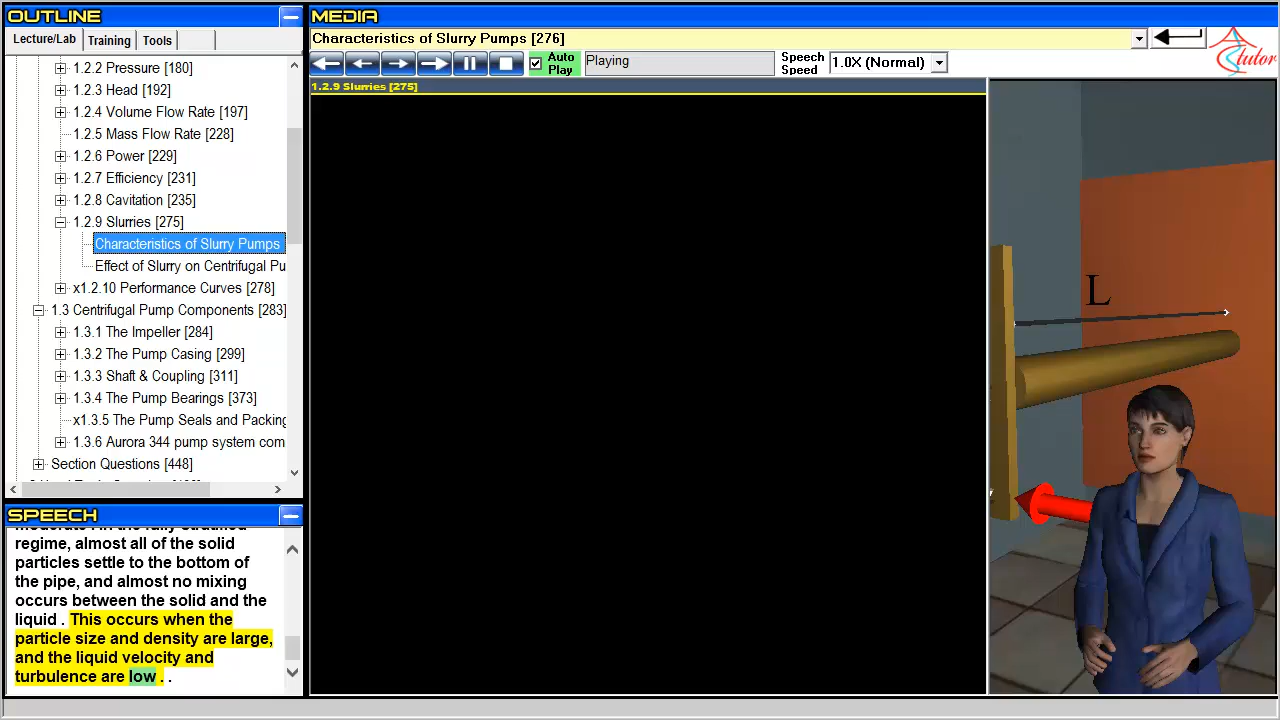 OUTLINE
Lecture/Lab
Training
Tools
1.2.2 Pressure [180]
1.2.3 Head [192]
1.2.4 Volume Flow Rate [197]
1.2.5 Mass Flow Rate [228]
1.2.6 Power [229]
1.2.7 Efficiency [231]
1.2.8 Cavitation [235]
1.2.9 Slurries [275]
Characteristics of Slurry Pumps
Effect of Slurry on Centrifugal Pu
x1.2.10 Performance Curves [278]
1.3 Centrifugal Pump Components [283]
1.3.1 The Impeller [284]
1.3.2 The Pump Casing [299]
1.3.3 Shaft & Coupling [311]
1.3.4 The Pump Bearings [373]
x1.3.5 The Pump Seals and Packing
1.3.6 Aurora 344 pump system com
Section Questions [448]
SPEECH
regime, almost all of the solid
particles settle to the bottom of
the pipe, and almost no mixing
occurs between the solid and the
liquid . This occurs when the
particle size and density are large,
and the liquid velocity and
turbulence are low . .
MEDIA
Characteristics of Slurry Pumps [276]
Auto
Play
Playing
Speech
Speed
1.0X (Normal)
tutor
1.2.9 Slurries [275]
L